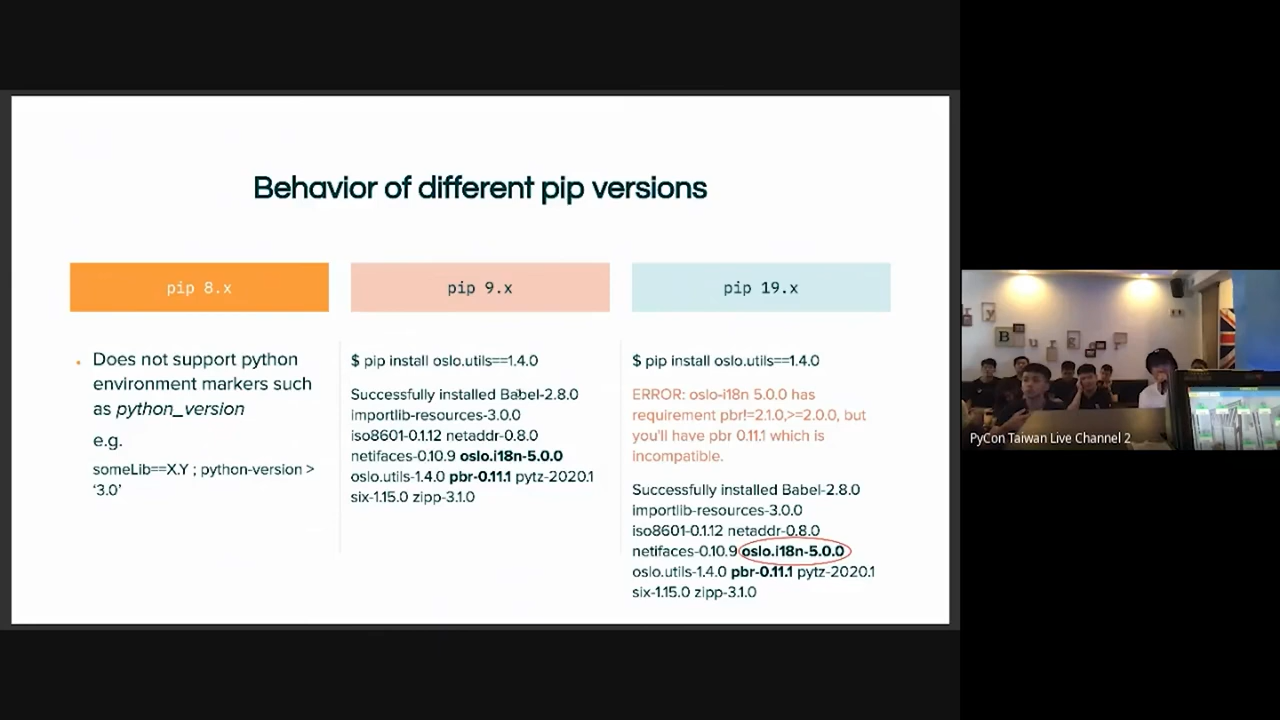 Behavior of different pip versions
pip 8.x
pip 9.x
pip 19.x
• Does not support python
environment markers such
as python_version
e.g.
someLib==X.Y ; python-version >
‘3.0’
$ pip install oslo.utils==1.4.0
Successfully installed Babel-2.8.0
importlib-resources-3.0.0
iso8601-0.1.12 netaddr-0.8.0
netifaces-0.10.9 oslo.i18n-5.0.0
oslo.utils-1.4.0 pbr-0.11.1 pytz-2020.1
six-1.15.0 zipp-3.1.0
$ pip install oslo.utils==1.4.0
ERROR: oslo-i18n 5.0.0 has
requirement pbr!=2.1.0,>=2.0.0, but
you'll have pbr 0.11.1 which is
incompatible.
Successfully installed Babel-2.8.0
importlib-resources-3.0.0
iso8601-0.1.12 netaddr-0.8.0
netifaces-0.10.9 oslo.i18n-5.0.0
oslo.utils-1.4.0 pbr-0.11.1 pytz-2020.1
six-1.15.0 zipp-3.1.0
PyCon Taiwan Live Channel 2